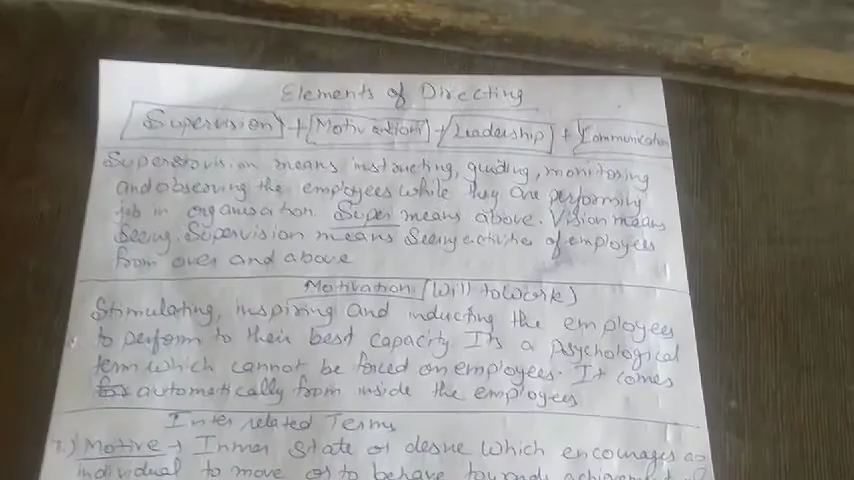 Elements of Directing
Supervision + Motivation + Leadership + Communication
Supersovision means instructing, guiding, monitoring
and observing the employees while they are performing
job in organisation. Super means above. Vision means
Seeing. Supervision means Seeing activities of employees
from over and above
Motivation (Will to Work)
Stimulating, inspiring and inducting the employees
to perform to their best capacity. It's a Psychological
term which cannot be forced on employees. It comes
automatically from inside the employees
Inter related Terms
1.) Motive → Inner State or desire which encourages an
individual to move or to behave towards achievement of